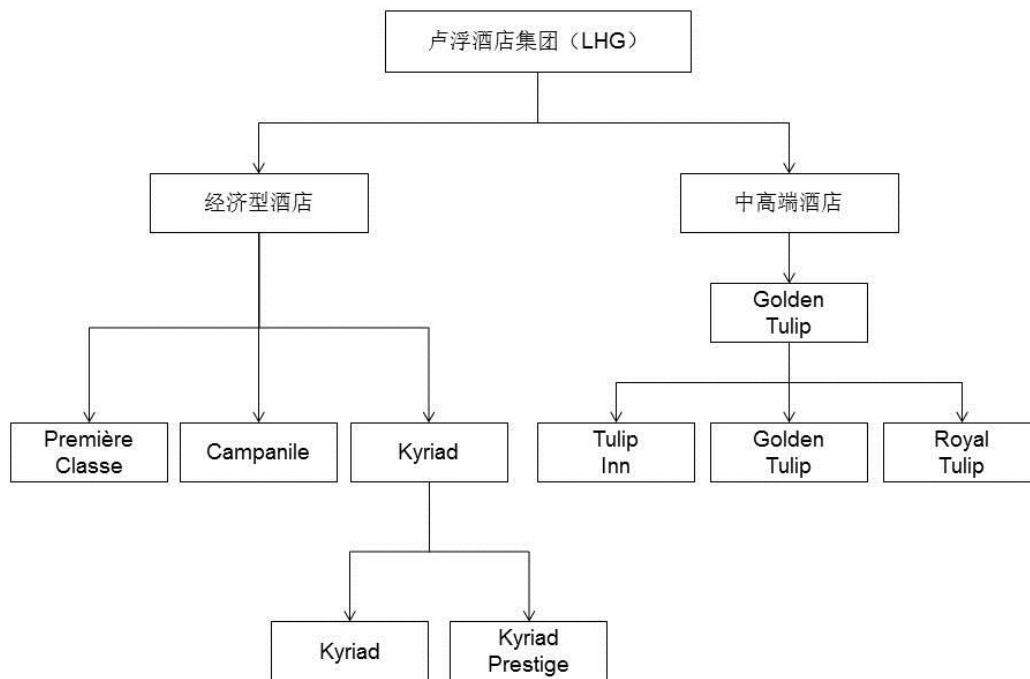 卢浮酒店集团（LHG）
经济型酒店
中高端酒店
Golden
Tulip
Première
Classe
Campanile
Kyriad
Tulip
Inn
Golden
Tulip
Royal
Tulip
Kyriad
Kyriad
Prestige